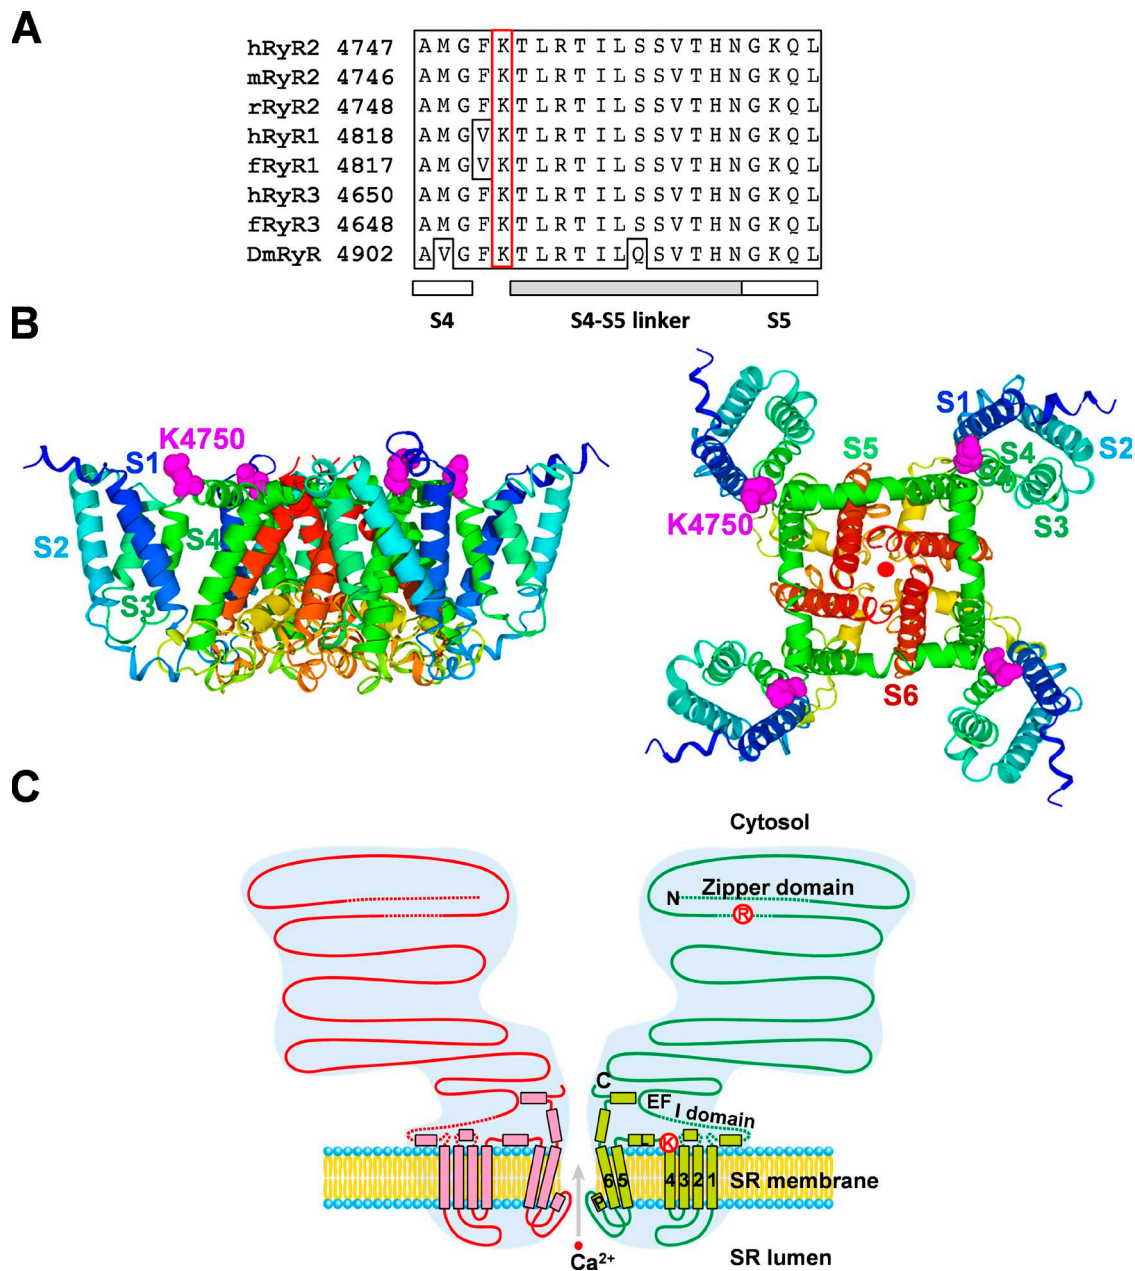 A
hRyR2 4747 A M G F K T L R T I L S S V T H N G K Q L
mRyR2 4746 A M G F K T L R T I L S S V T H N G K Q L
rRyR2 4748 A M G F K T L R T I L S S V T H N G K Q L
hRyR1 4818 A M G V K T L R T I L S S V T H N G K Q L
fRyR1 4817 A M G V K T L R T I L S S V T H N G K Q L
hRyR3 4650 A M G F K T L R T I L S S V T H N G K Q L
fRyR3 4648 A M G F K T L R T I L S S V T H N G K Q L
DmRyR 4902 A V G F K T L R T I L Q S V T H N G K Q L
S4 S4-S5 linker S5
B
K4750
S1
S2
S4
S3
S1
S5
S4
S2
K4750
S3
S6
C
Cytosol
Zipper domain
N
R
C
EF
I domain
L
K
6 5 4 3 2 1
SR membrane
P
Ca²⁺
SR lumen